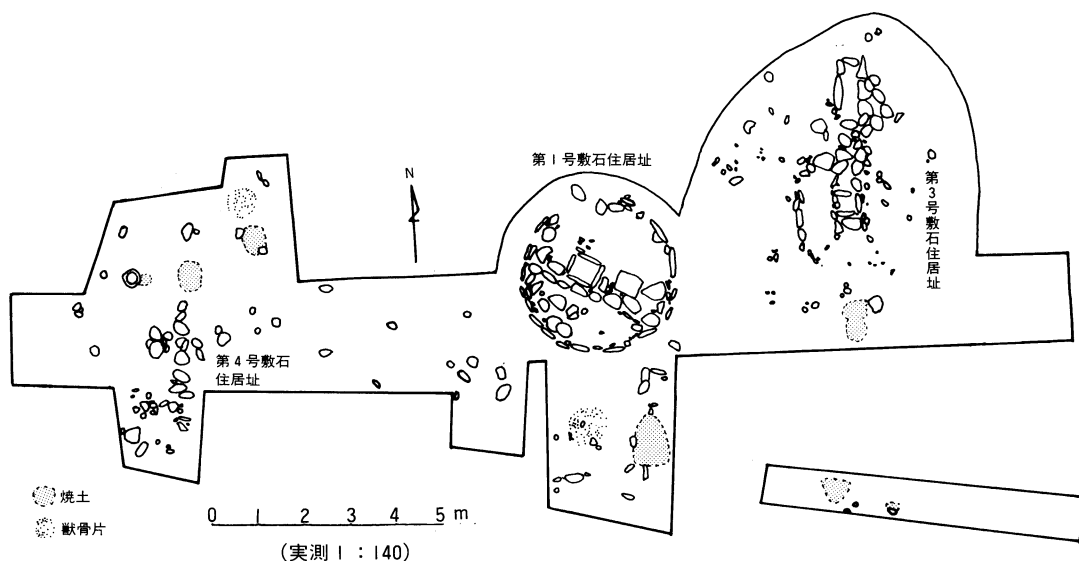 第1号敷石住居址
N
第3号敷石住居址
第4号敷石
住居址
焼土
獣骨片
0 1 2 3 4 5 m
(実測 1 : 140)